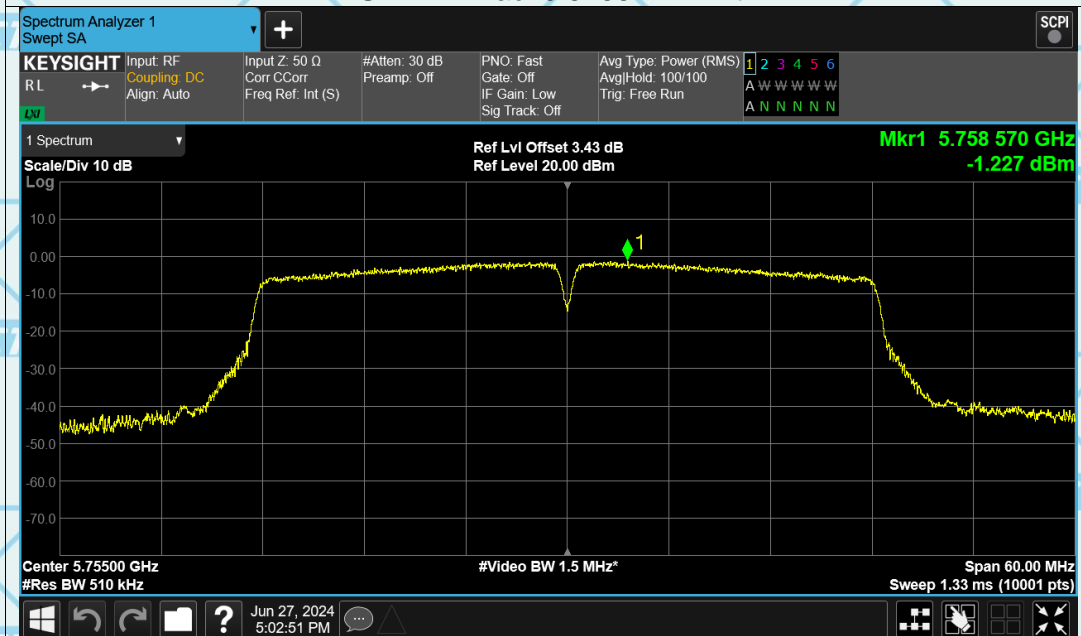 Spectrum Analyzer 1
Swept SA
+
SCPI
KEYSIGHT Input: RF Input Z: 50 Ω #Atten: 30 dB PNO: Fast Avg Type: Power (RMS) 1 2 3 4 5 6
RL Coupling: DC Corr CCorr Preamp: Off Gate: Off Avg|Hold: 100/100 A W W W W W
Align: Auto Freq Ref: Int (S) IF Gain: Low Trig: Free Run
LXI Sig Track: Off A N N N N N
1 Spectrum Ref Lvl Offset 3.43 dB Mkr1 5.758 570 GHz
Scale/Div 10 dB Ref Level 20.00 dBm -1.227 dBm
Log
10.0
1
0.00
-10.0
-20.0
-30.0
-40.0
-50.0
-60.0
-70.0
Center 5.75500 GHz #Video BW 1.5 MHz* Span 60.00 MHz
#Res BW 510 kHz Sweep 1.33 ms (10001 pts)
? Jun 27, 2024
5:02:51 PM